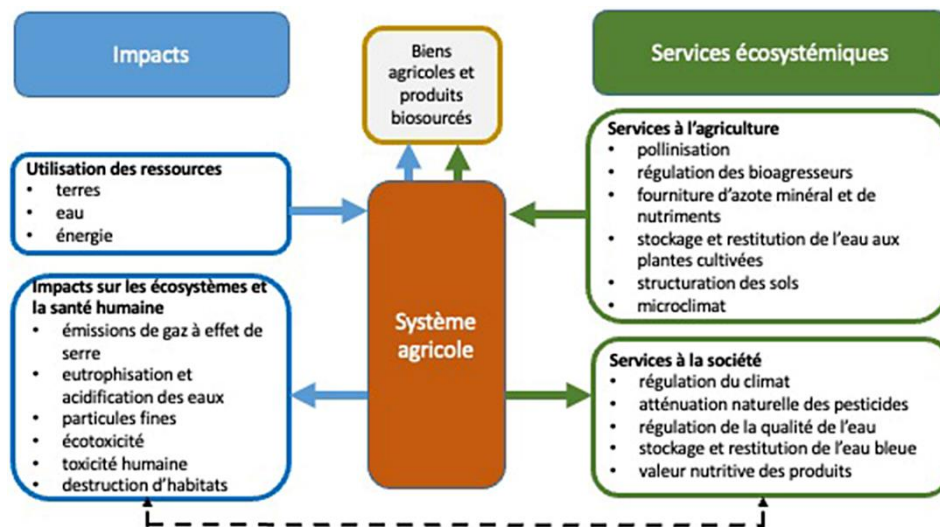 Impacts
Biens
agricoles et
produits
biosourcés
Services écosystémiques
Utilisation des ressources
• terres
• eau
• énergie
Impacts sur les écosystèmes et
la santé humaine
• émissions de gaz à effet de
serre
• eutrophisation et
acidification des eaux
• particules fines
• écotoxicité
• toxicité humaine
• destruction d'habitats
Système
agricole
Services à l'agriculture
• pollinisation
• régulation des bioagresseurs
• fourniture d'azote minéral et de
nutriments
• stockage et restitution de l'eau aux
plantes cultivées
• structuration des sols
• microclimat
Services à la société
• régulation du climat
• atténuation naturelle des pesticides
• régulation de la qualité de l'eau
• stockage et restitution de l'eau bleue
• valeur nutritive des produits